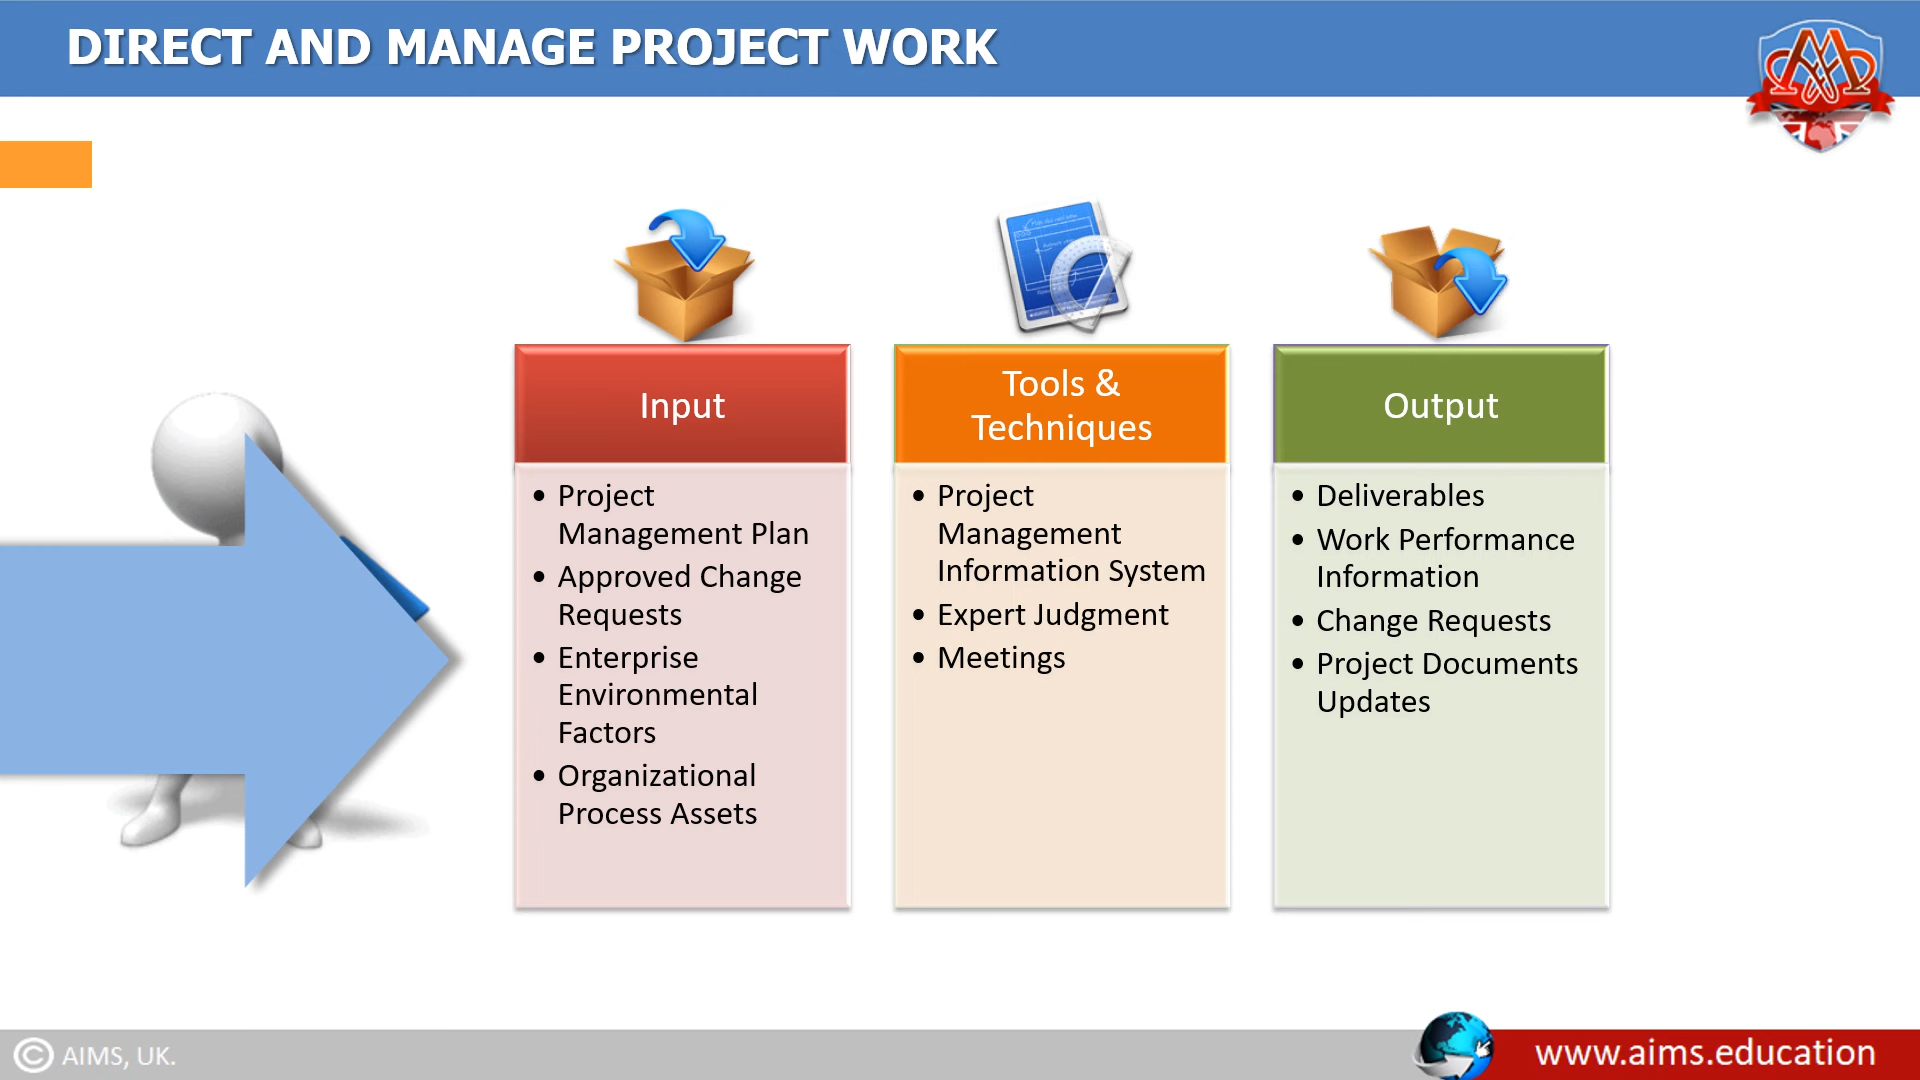 DIRECT AND MANAGE PROJECT WORK
Input
• Project
Management Plan
• Approved Change
Requests
• Enterprise
Environmental
Factors
• Organizational
Process Assets
Tools &
Techniques
• Project
Management
Information System
• Expert Judgment
• Meetings
Output
• Deliverables
• Work Performance
Information
• Change Requests
• Project Documents
Updates
© AIMS, UK.
www.aims.education